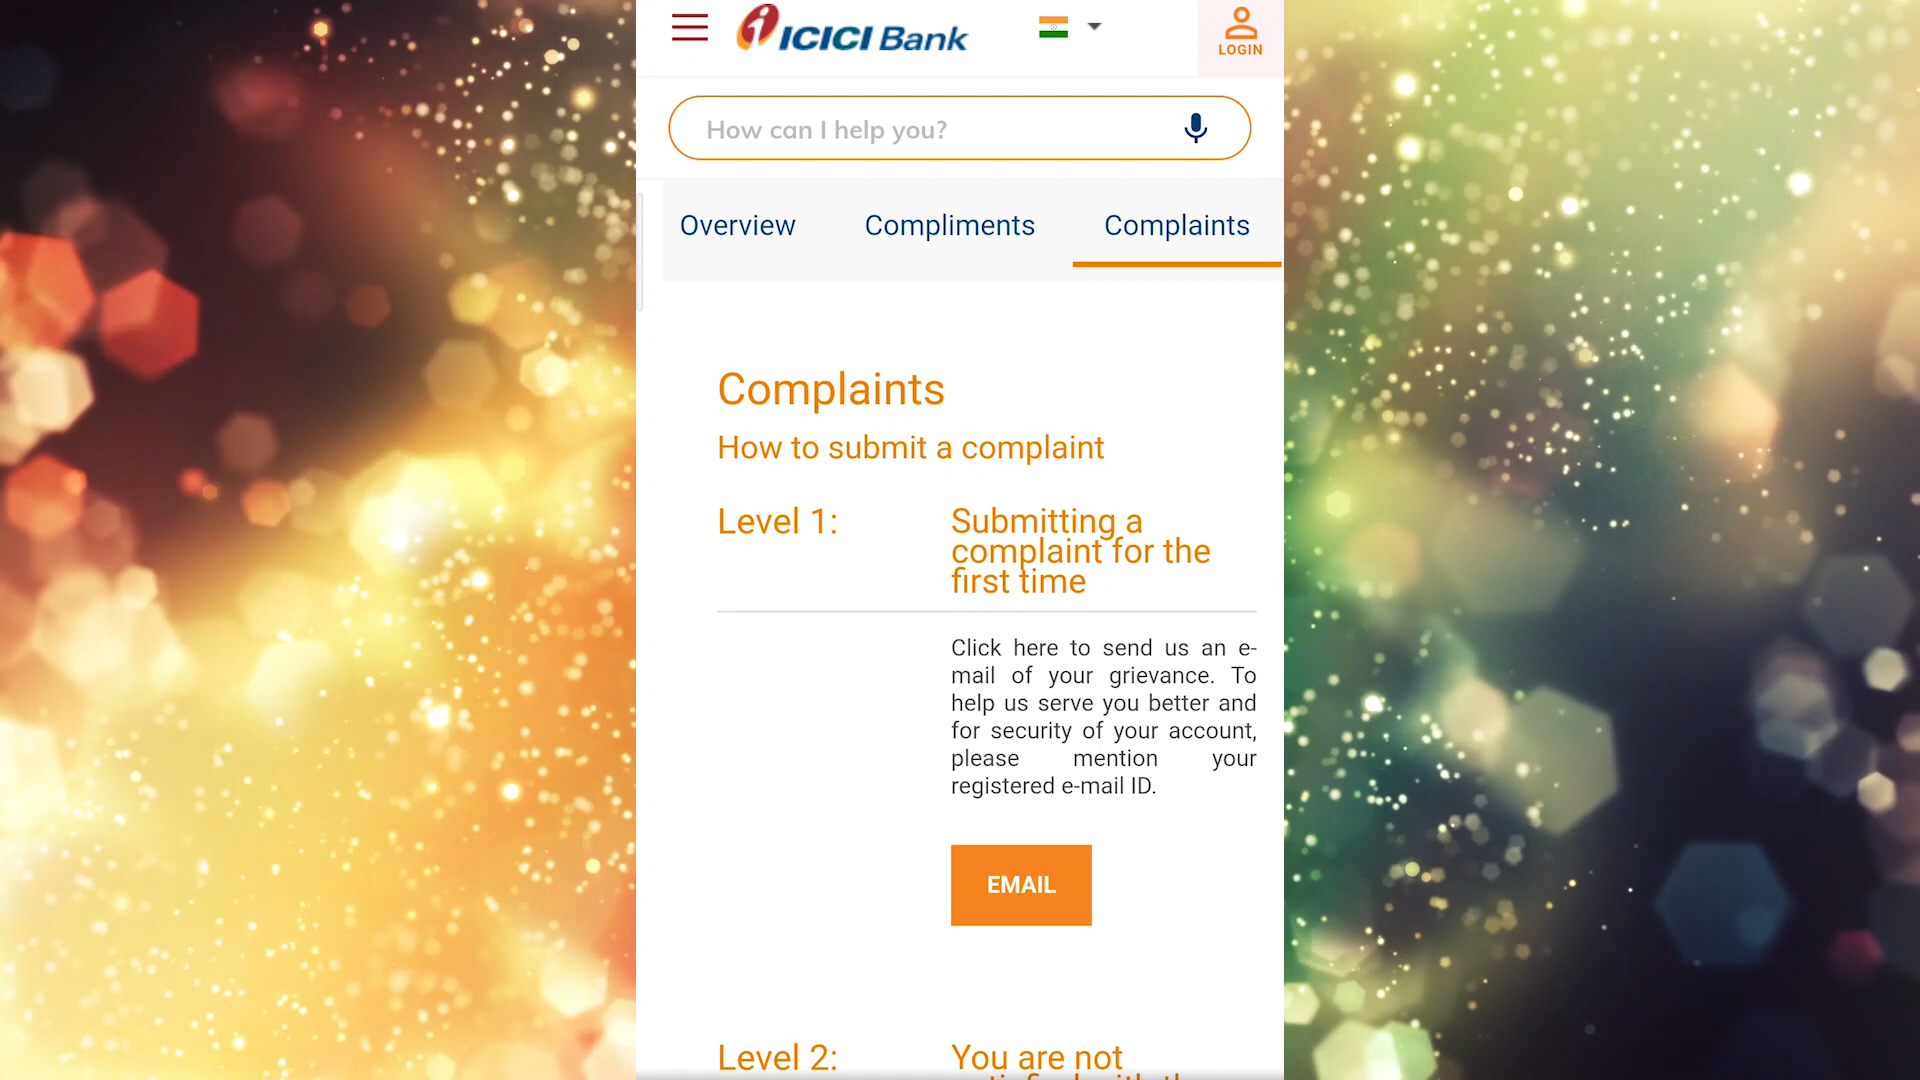 ICICI Bank
LOGIN
How can I help you?
Overview Compliments Complaints
Complaints
How to submit a complaint
Level 1: Submitting a
complaint for the
first time
Click here to send us an e-
mail of your grievance. To
help us serve you better and
for security of your account,
please mention your
registered e-mail ID.
EMAIL
Level 2: You are not